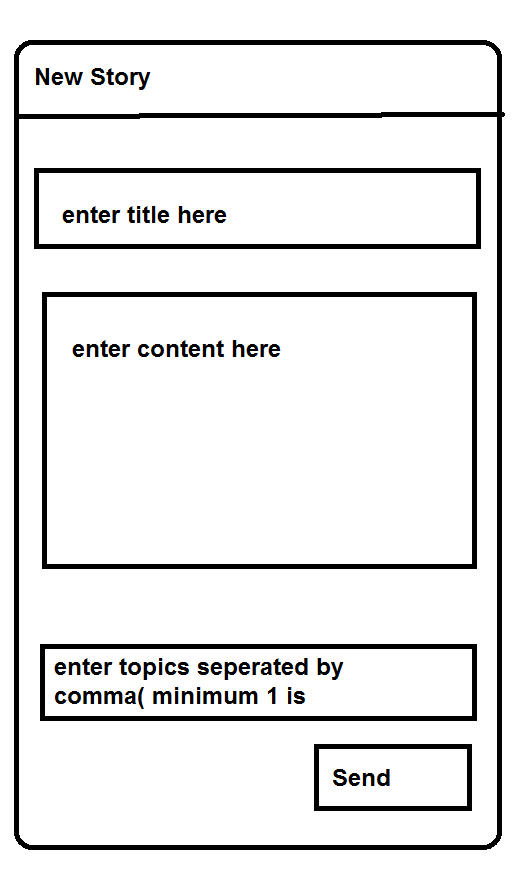 New Story
enter title here
enter content here
enter topics seperated by
comma( minimum 1 is
Send